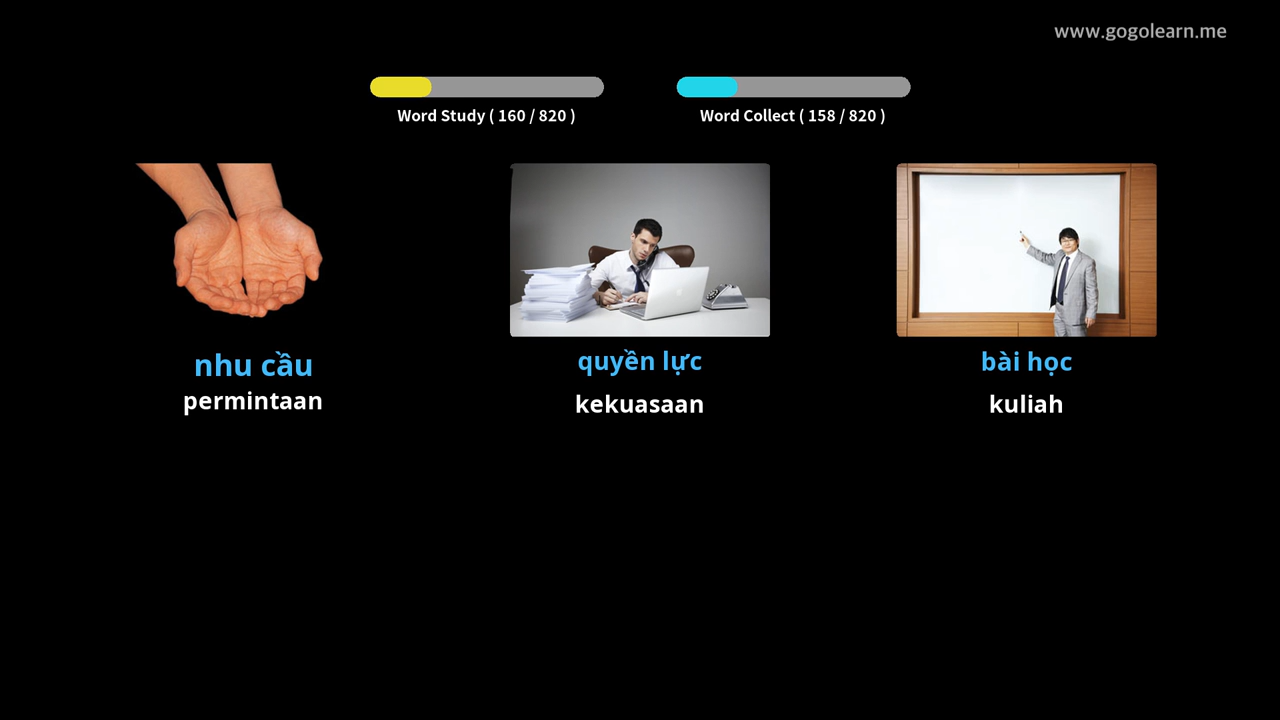 www.gogolearn.me
Word Study ( 160 / 820 )
Word Collect ( 158 / 820 )
nhu cầu
permintaan
quyền lực
kekuasaan
bài học
kuliah